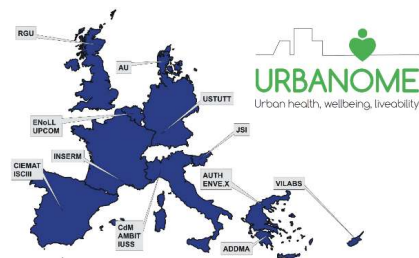 RGU
AU
URBANOME
Urban health, wellbeing, liveability
USTUTT
ENoLL
UPCOM
JSI
INSERM
CIEMAT
ISCIII
AUTH
ENVE.X
VILABS
CdM
AMBIT
IUSS
ADDMA